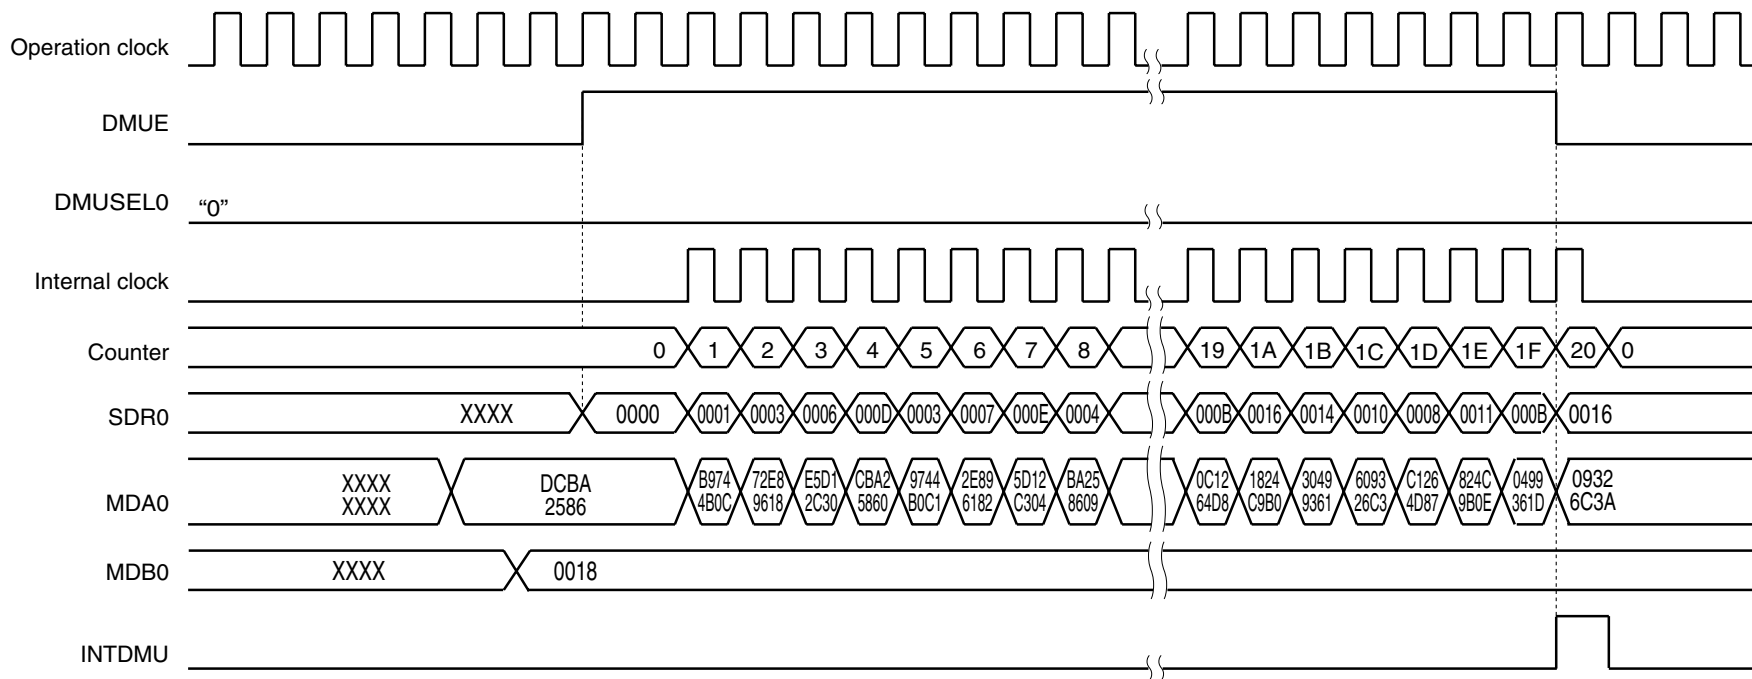 Operation clock
DMUE
DMUSEL0 “0”
Internal clock
Counter 0 1 2 3 4 5 6 7 8 19 1A 1B 1C 1D 1E 1F 20 0
SDR0 XXXX 0000 0001 0003 0006 000D 0003 0007 000E 0004 000B 0016 0014 0010 0008 0011 000B 0016
XXXX DCBA B974 72E8 E5D1 CBA2 9744 2E89 5D12 BA25 0C12 1824 3049 6093 C126 824C 0499 0932
MDA0 XXXX 2586 4B0C 9618 2C30 5860 B0C1 6182 C304 8609 64D8 C9B0 9361 26C3 4D87 9B0E 361D 6C3A
MDB0 XXXX 0018
INTDMU